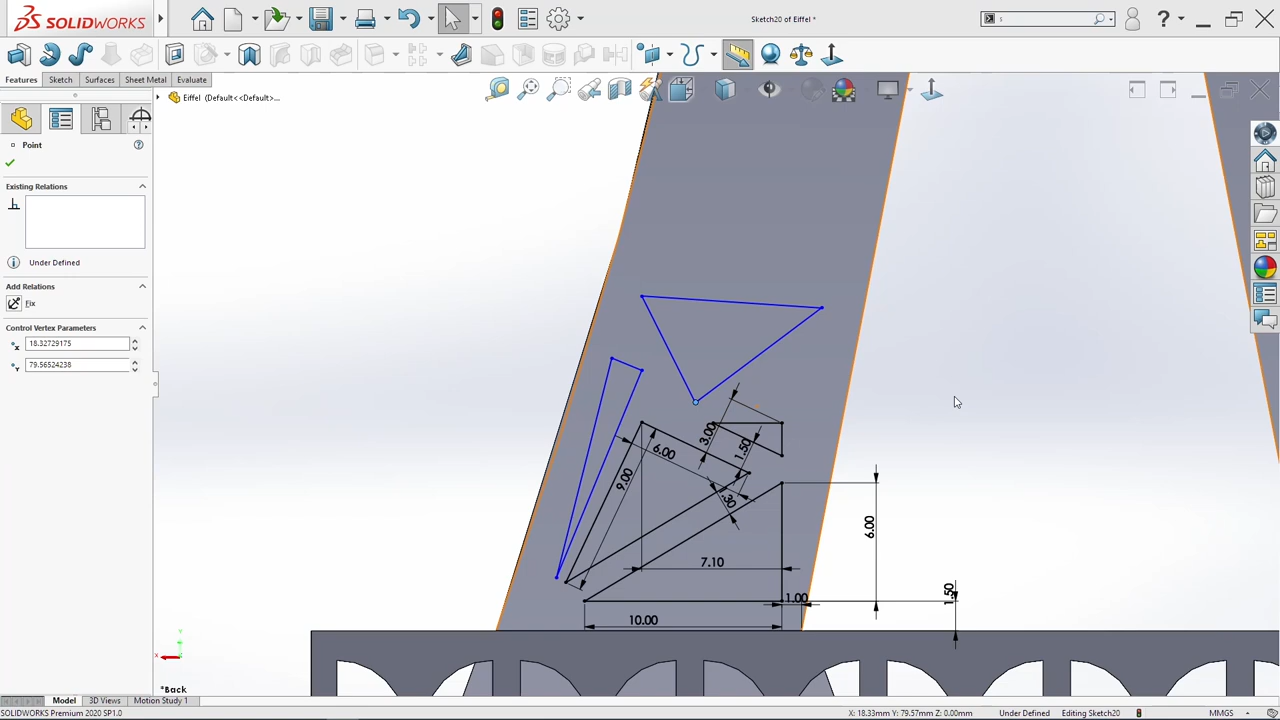 SOLIDWORKS
Sketch20 of Eiffel *
s
Features
Sketch
Surfaces
Sheet Metal
Evaluate
Eiffel (Default<<Default>...
Point
Existing Relations
Under Defined
Add Relations
Fix
Control Vertex Parameters
18.32729175
79.56524238
3.00
1.50
6.00
9.00
.30
6.00
7.10
1.00
1.50
10.00
*Back
Model
3D Views
Motion Study 1
SOLIDWORKS Premium 2020 SP1.0
X: 18.33mm Y: 79.57mm Z: 0.00mm
Under Defined
Editing Sketch20
MMGS